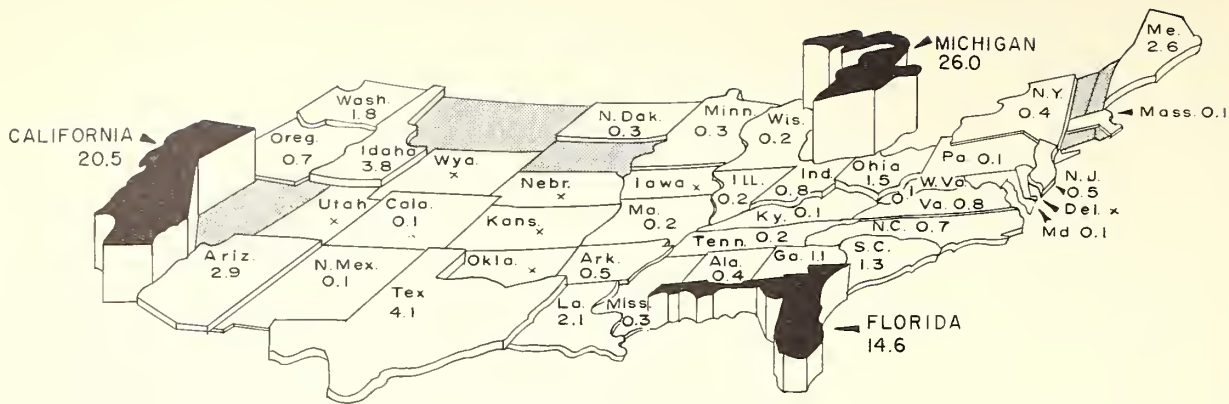 Me.
2.6
MICHIGAN
26.0
N.Y.
0.4
Mass. 0.1
Wash.
1.8
CALIFORNIA
20.5
Oreg.
0.7
Idaho
3.8
N. Dak.
0.3
Minn.
0.3
Wis.
0.2
Wyo.
x
Nebr.
x
Iowa x
ILL.
0.2
Ind.
0.8
Ohio
1.5
Pa 0.1
N. J.
0.5
Del. x
Md 0.1
W. Va.
0.1
Va. 0.8
Utah x
Colo.
0.1
Kans. x
Mo.
0.2
Ky. 0.1
N.C. 0.7
Tenn. 0.2
S.C.
1.3
Ariz.
2.9
N.Mex.
0.1
Okla. x
Ark.
0.5
Ala.
0.4
Ga. 1.1
Tex
4.1
La.
2.1
Miss.
0.3
FLORIDA
14.6